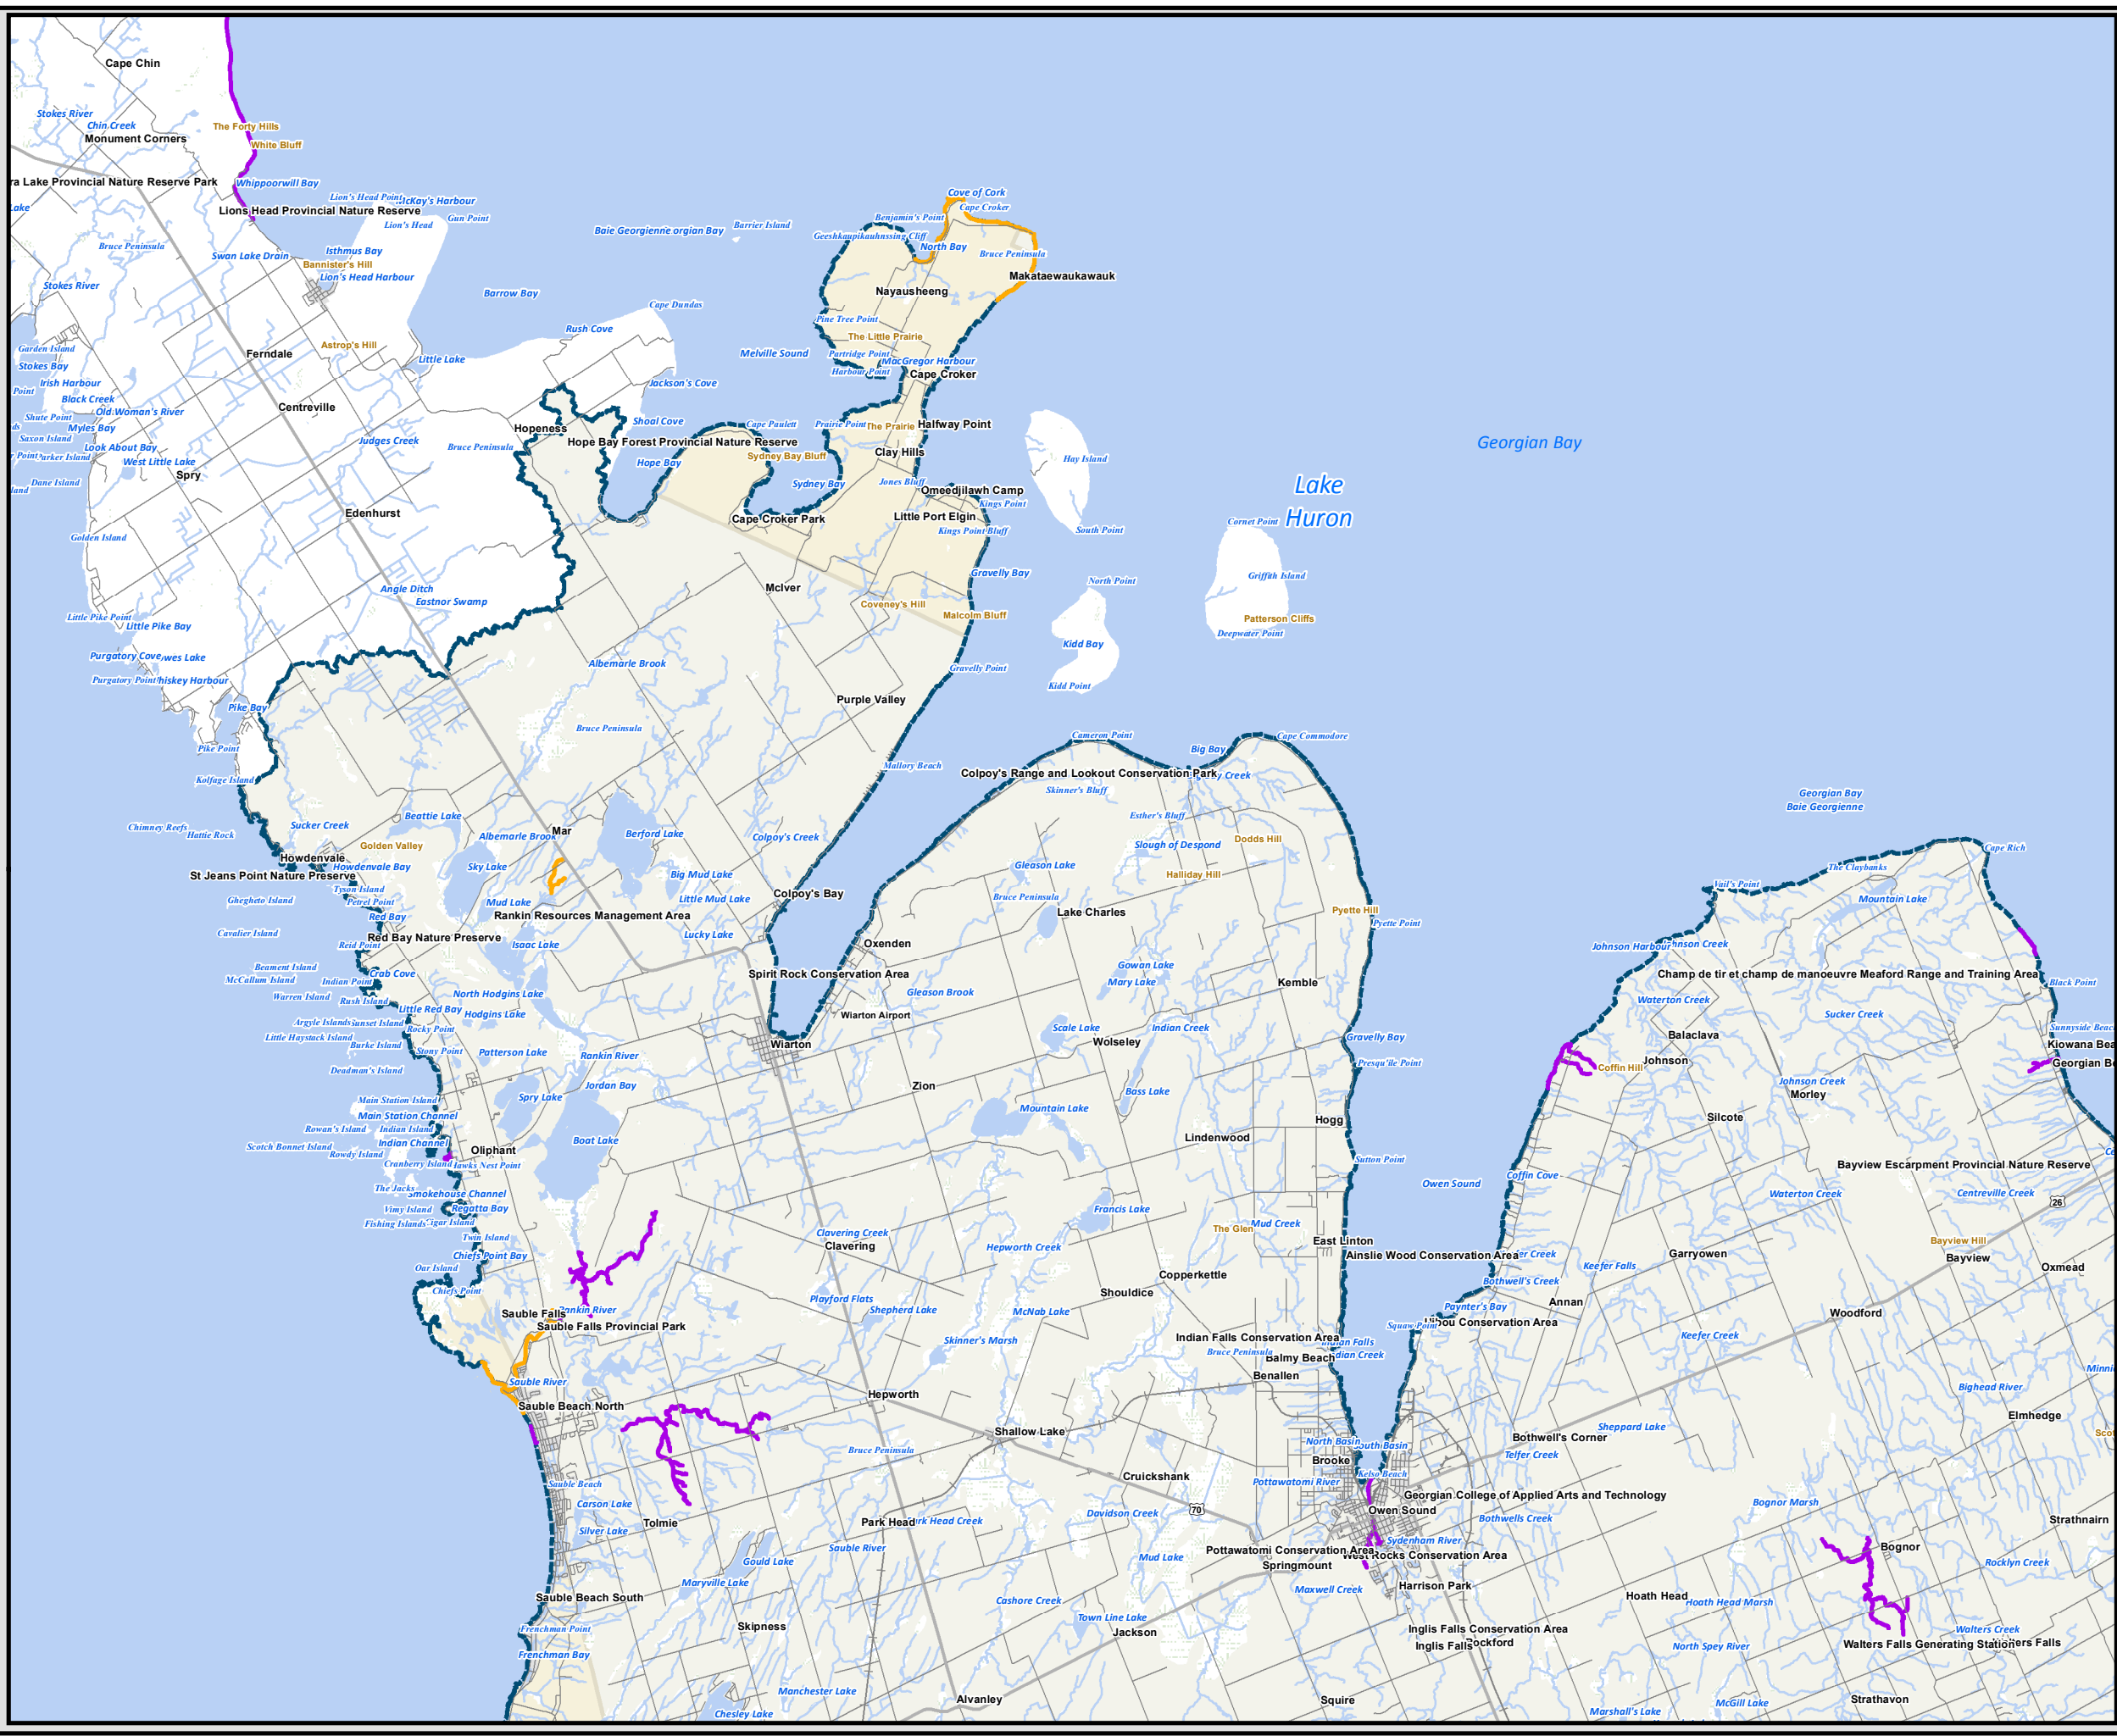 Cape Chin
Stokes River
Chin Creek
Monument Corners
The Forty Hills
White Bluff
ra Lake Provincial Nature Reserve Park
Whippoorwill Bay
Lion's Head Point
McKay's Harbour
Lake
Lions Head Provincial Nature Reserve
Gun Point
Lion's Head
Bruce Peninsula
Swan Lake Drain
Isthmus Bay
Bannister's Hill
Lion's Head Harbour
Stokes River
Barrow Bay
Baie Georgienne
orgian Bay
Barrier Island
Cove of Cork
Cape Croker
Benjamin's Point
Geeshkaupikauhnssing Cliff
North Bay
Bruce Peninsula
Makataewaukawauk
Nayausheeng
Cape Dundas
Rush Cove
Pine Tree Point
The Little Prairie
Melville Sound
Partridge Point
MacGregor Harbour
Harbour Point
Cape Croker
Garden Island
Stokes Bay
Irish Harbour
Point
Black Creek
Old Woman's River
Shute Point
Myles Bay
Saxon Island
Look About Bay
West Little Lake
Dane Island
Spry
Ferndale
Astrop's Hill
Little Lake
Centreville
Judges Creek
Bruce Peninsula
Jackson's Cove
Hopeness
Shoal Cove
Hope Bay Forest Provincial Nature Reserve
Hope Bay
Cape Paulett
Prairie Point
The Prairie
Halfway Point
Sydney Bay Bluff
Clay Hills
Sydney Bay
Jones Bluff
Omeedjilawh Camp
Kings Point
Cape Croker Park
Little Port Elgin
Kings Point Bluff
Hay Island
South Point
Georgian Bay
Lake
Huron
Cornet Point
Griffith Island
Patterson Cliffs
Deepwater Point
Edenhurst
Golden Island
Angle Ditch
Eastnor Swamp
McIver
Gravelly Bay
Coveney's Hill
Malcolm Bluff
North Point
Kidd Bay
Kidd Point
Little Pike Point
Little Pike Bay
Purgatory Cove
Purgatory Point
Pike Bay
Pike Point
Kolfage Island
Albemarle Brook
Gravelly Point
Purple Valley
Bruce Peninsula
Mallory Beach
Cameron Point
Big Bay
Cape Commodore
Colpoy's Range and Lookout Conservation Park
Skinner's Bluff
Esther's Bluff
Slough of Despond
Dodds Hill
Halliday Hill
Georgian Bay
Baie Georgienne
Chimney Reefs
Hattie Rock
Sucker Creek
Beattie Lake
Golden Valley
Albemarle Brook
Mar
Berford Lake
Colpoy's Creek
Howdenvale
Howdenvale Bay
St Jeans Point Nature Preserve
Sky Lake
Big Mud Lake
Tyson Island
Petrel Point
Ghegheto Island
Mud Lake
Little Mud Lake
Colpoy's Bay
Rankin Resources Management Area
Red Bay
Cavalier Island
Red Bay Nature Preserve
Reid Point
Isaac Lake
Lucky Lake
Gleason Lake
Bruce Peninsula
Lake Charles
Pyette Hill
Pyette Point
Oxenden
Spirit Rock Conservation Area
Gleason Brook
Gowan Lake
Mary Lake
Kemble
Cape Rich
The Claybanks
Vail's Point
Mountain Lake
Johnson Harbour
Champ de tir et champ de manoeuvre Meaford Range and Training Area
Black Point
Beament Island
McCallum Island
Indian Point
Crab Cove
Warren Island
Rush Island
North Hodgins Lake
Little Red Bay
Hodgins Lake
Argyle Islands
Rocky Point
Little Haystack Island
Burke Island
Stony Point
Patterson Lake
Rankin River
Deadman's Island
Jordan Bay
Wiarton Airport
Wiarton
Scale Lake
Wolseley
Indian Creek
Gravelly Bay
Presqu'ile Point
Zion
Bass Lake
Mountain Lake
Waterton Creek
Sucker Creek
Balaclava
Johnson
Coffin Hill
Johnson Creek
Morley
Silcote
Main Station Island
Main Station Channel
Rowan's Island
Indian Island
Spry Lake
Scotch Bonnet Island
Indian Channel
Rowdy Island
Cranberry Island
Oliphant
Boat Lake
The Jacks
Smokehouse Channel
Vimy Island
Regatta Bay
Fishing Islands
Twin Island
Chiefs Point Bay
Oar Island
Chiefs Point
Hogg
Lindenwood
Sutton Point
Owen Sound
Coffin Cove
Bayview Escarpment Provincial Nature Reserve
Waterton Creek
Centreville Creek
26
Francis Lake
The Glen
Mud Creek
East Linton
Ainslie Wood Conservation Area
Garryowen
Keefer Falls
Bayview Hill
Bayview
Oxmead
Clavering Creek
Clavering
Hepworth Creek
Copperkettle
Shouldice
Bothwell's Creek
Annan
Paynter's Bay
Woodford
Keefer Creek
Sauble Falls
Rankin River
Sauble Falls Provincial Park
Playford Flats
Shepherd Lake
McNab Lake
Skinner's Marsh
Indian Falls Conservation Area
Bruce Peninsula
Balmy Beach
Benallen
Squaw Point
Bighead River
Elmhedge
Sauble River
Sauble Beach North
Hepworth
Shallow Lake
Bruce Peninsula
North Basin
Brooke
Kelso Beach
Pottawatomi River
Bothwell's Corner
Telfer Creek
Sheppard Lake
Cruickshank
70
Georgian College of Applied Arts and Technology
Owen Sound
Bothwells Creek
Bognor Marsh
Strathnairn
Sauble Beach
Carson Lake
Silver Lake
Tolmie
Park Head
Davidson Creek
Sydenham River
Pottawatomi Conservation Area
West Rocks Conservation Area
Springmount
Mud Lake
Gould Lake
Sauble River
Maryville Lake
Maxwell Creek
Harrison Park
Bognor
Rocklyn Creek
Hoath Head
Hoath Head Marsh
Sauble Beach South
Frenchman Point
Frenchman Bay
Skipness
Cashore Creek
Town Line Lake
Jackson
Inglis Falls Conservation Area
Inglis Falls
North Spey River
Walters Creek
Walters Falls Generating Station
Manchester Lake
Chesley Lake
Alvanley
Squire
Marshall's Lake
McGill Lake
Strathavon